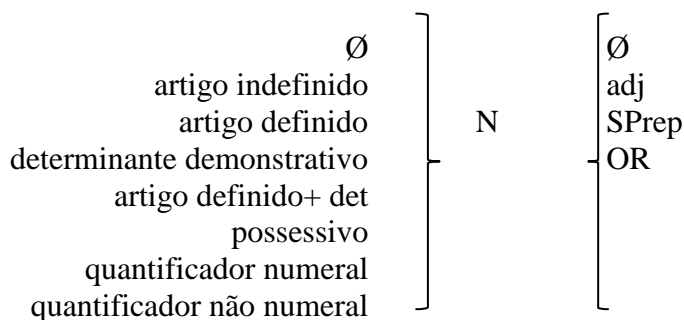 Ø Ø
artigo indefinido adj
artigo definido N SPrep
determinante demonstrativo OR
artigo definido+ det
possessivo
quantificador numeral
quantificador não numeral